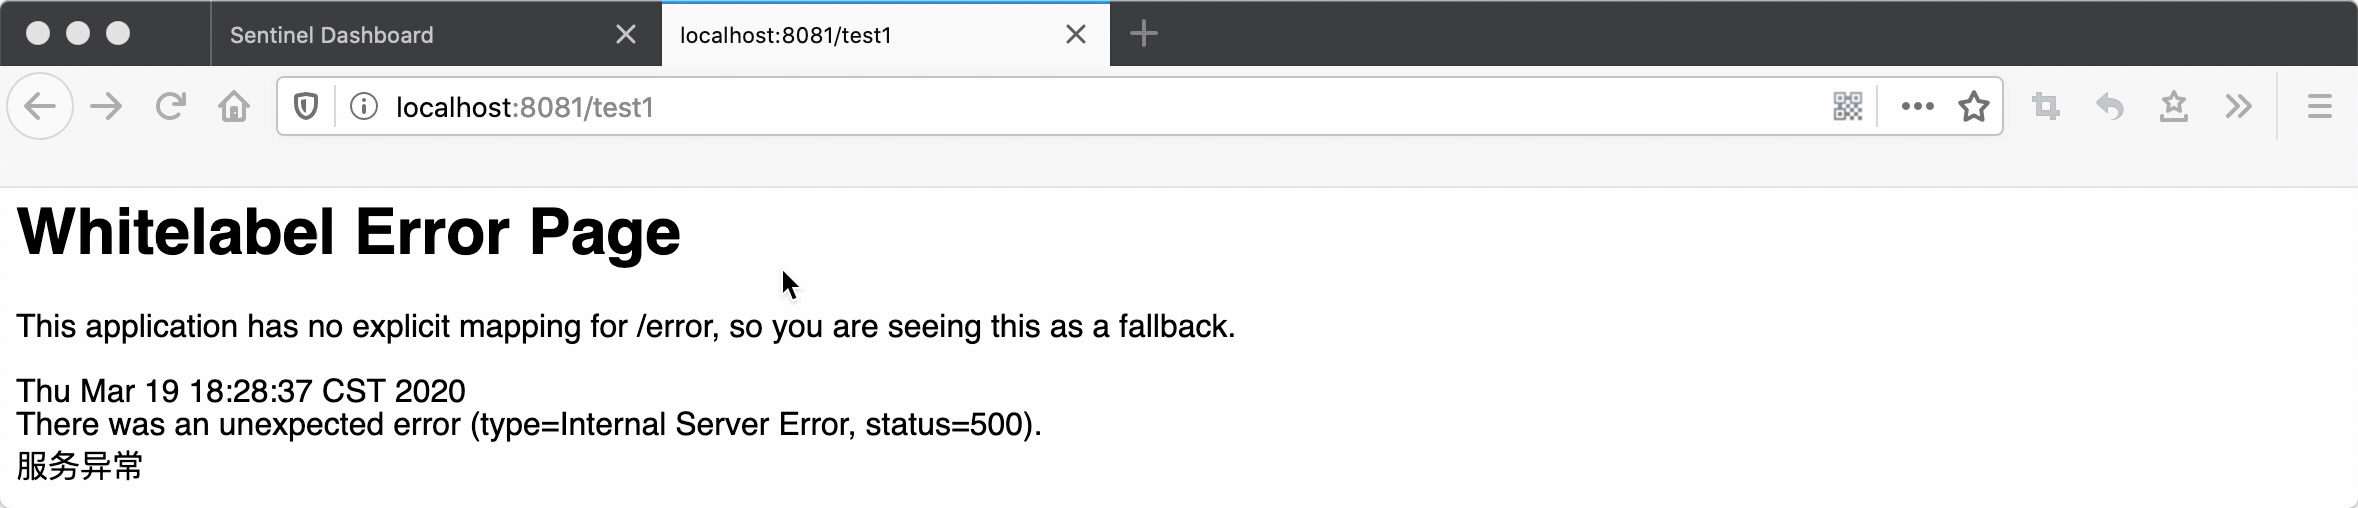 Sentinel Dashboard
localhost:8081/test1
localhost:8081/test1
Whitelabel Error Page
This application has no explicit mapping for /error, so you are seeing this as a fallback.
Thu Mar 19 18:28:37 CST 2020
There was an unexpected error (type=Internal Server Error, status=500).
服务异常